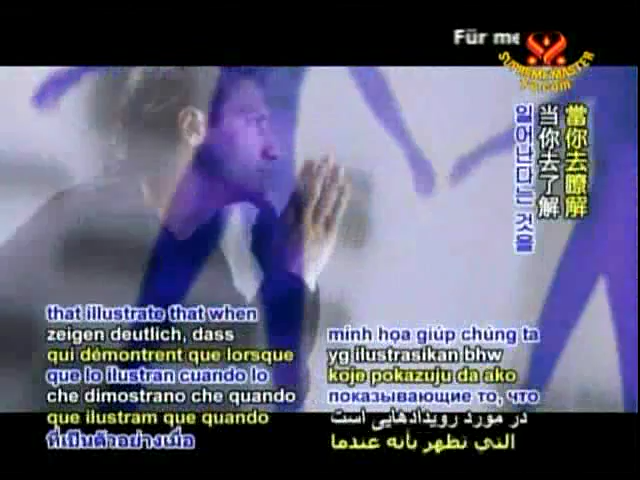 Für me
SUPREME MASTER
TV.com
當你去瞭解
当你去了解
일어난다는 것을
that illustrate that when
zeigen deutlich, dass
qui démontrent que lorsque
que lo ilustran cuando lo
che dimostrano che quando
que ilustram que quando
ที่เป็นตัวอย่างเมื่อ
minh họa giúp chúng ta
yg ilustrasikan bhw
koje pokazuju da ako
показывающие то, что
در مورد رویدادهایی است
التي تظهر بأنه عندما